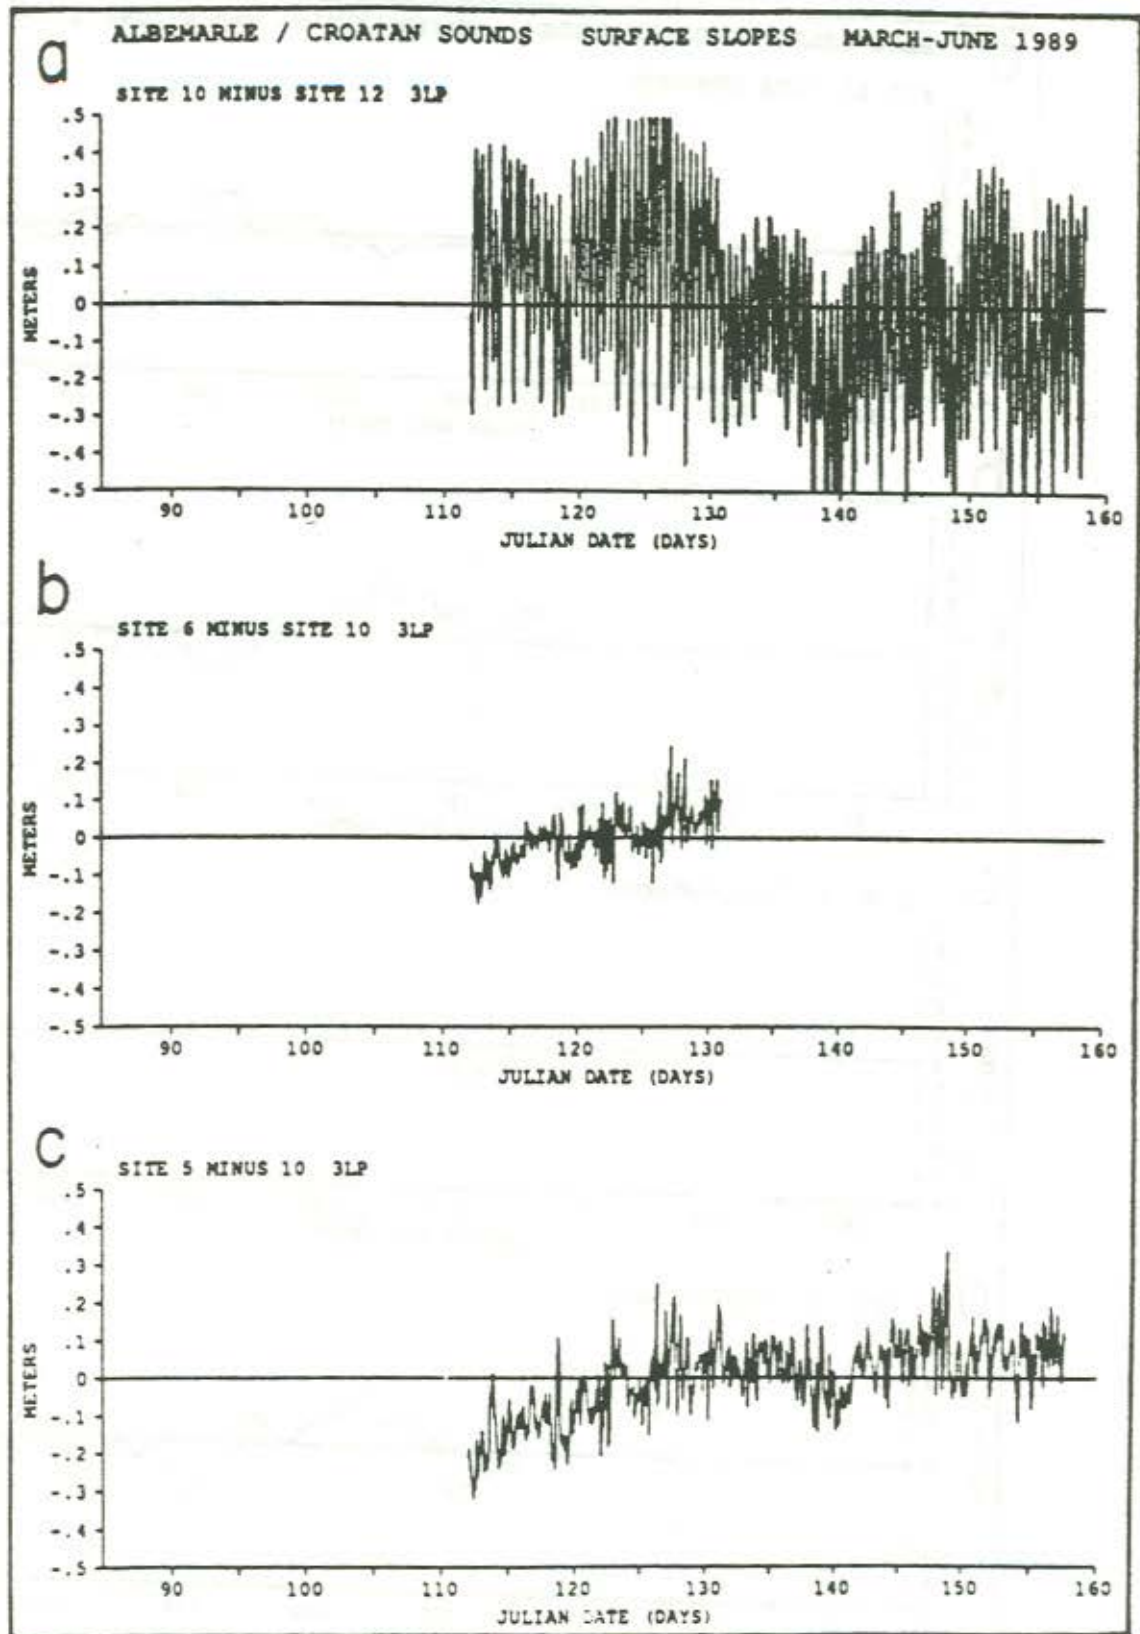 a
ALBEMARLE / CROATAN SOUNDS SURFACE SLOPES MARCH-JUNE 1989
SITE 10 MINUS SITE 12 3LP
.5
.4
.3
.2
.1
0
-.1
-.2
-.3
-.4
-.5
METERS
90 100 110 120 130 140 150 160
JULIAN DATE (DAYS)
b
SITE 6 MINUS SITE 10 3LP
.5
.4
.3
.2
.1
0
-.1
-.2
-.3
-.4
-.5
METERS
90 100 110 120 130 140 150 160
JULIAN DATE (DAYS)
C
SITE 5 MINUS 10 3LP
.5
.4
.3
.2
.1
0
-.1
-.2
-.3
-.4
-.5
METERS
90 100 110 120 130 140 150 160
JULIAN DATE (DAYS)